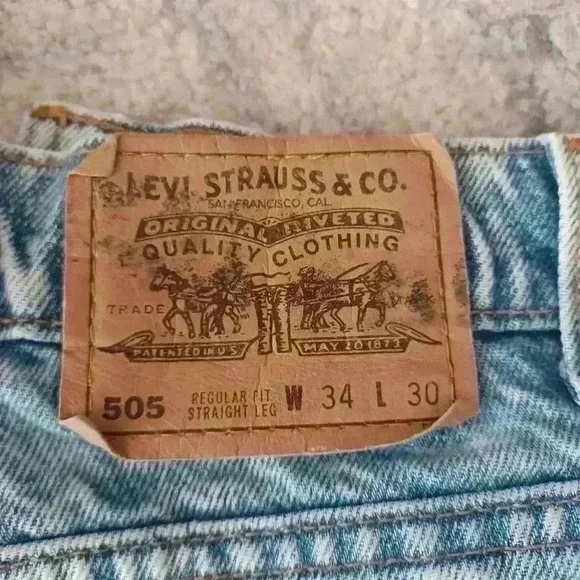 LEVI STRAUSS & CO.
SAN FRANCISCO, CAL.
ORIGINAL RIVETED
QUALITY CLOTHING
TRADE MARK
PATENTED IN U.S. MAY 20 1873
505 REGULAR FIT W 34 L 30
STRAIGHT LEG